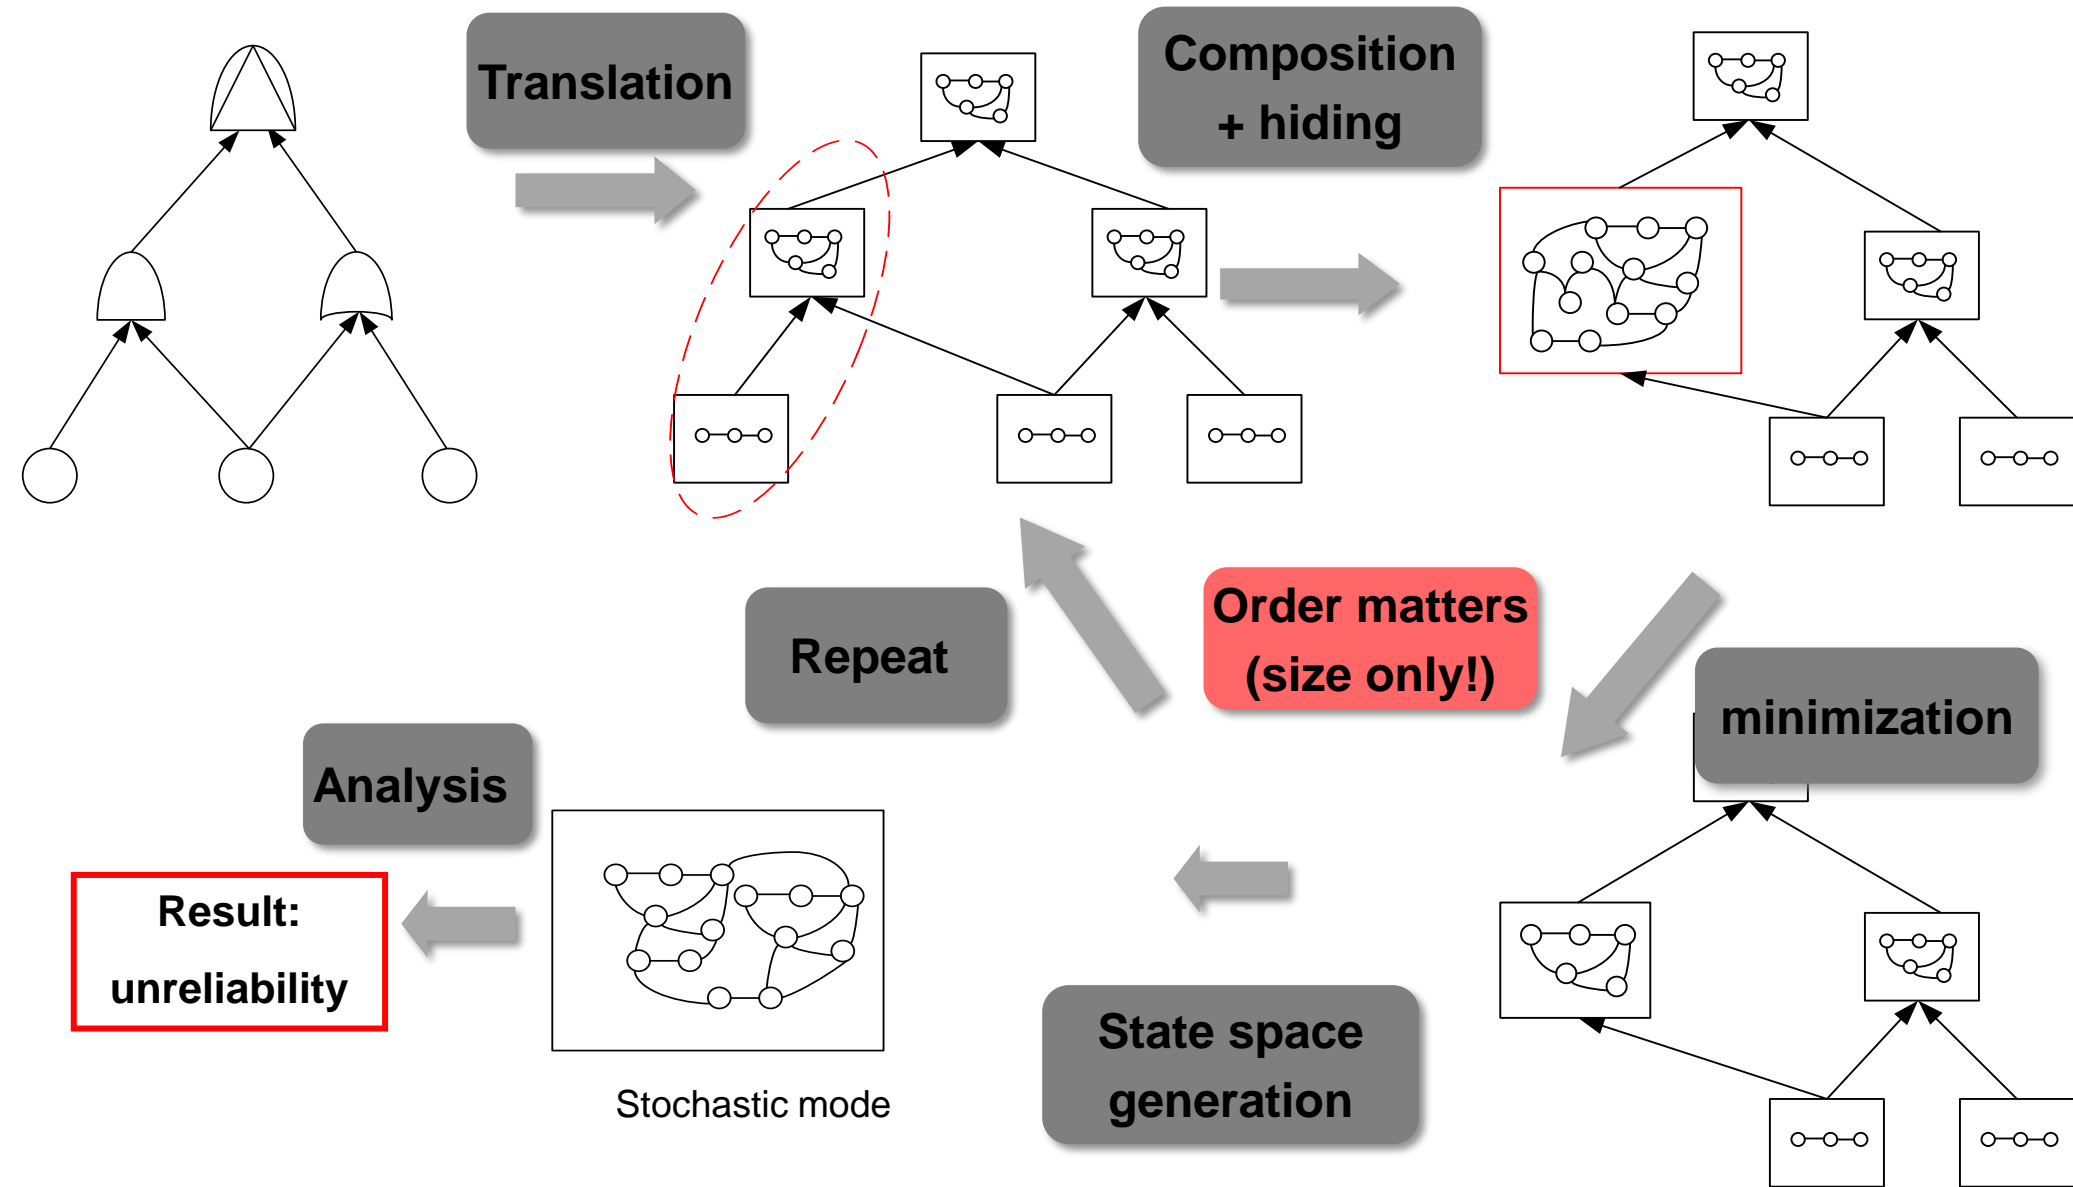 Translation
Composition
+ hiding
Repeat
Order matters
(size only!)
minimization
Analysis
Result:
unreliability
State space
generation
Stochastic mode